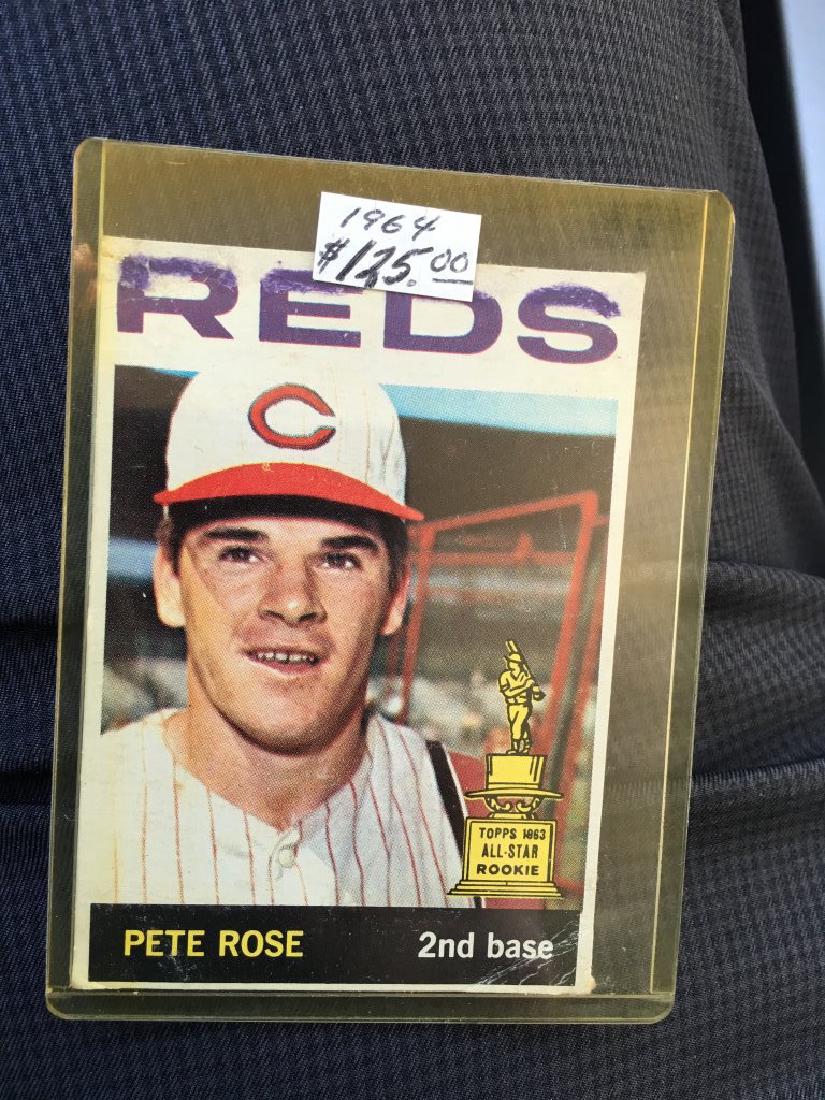 1964
$125.00
REDS
C
TOPPS 1963
ALL-STAR
ROOKIE
PETE ROSE 2nd base